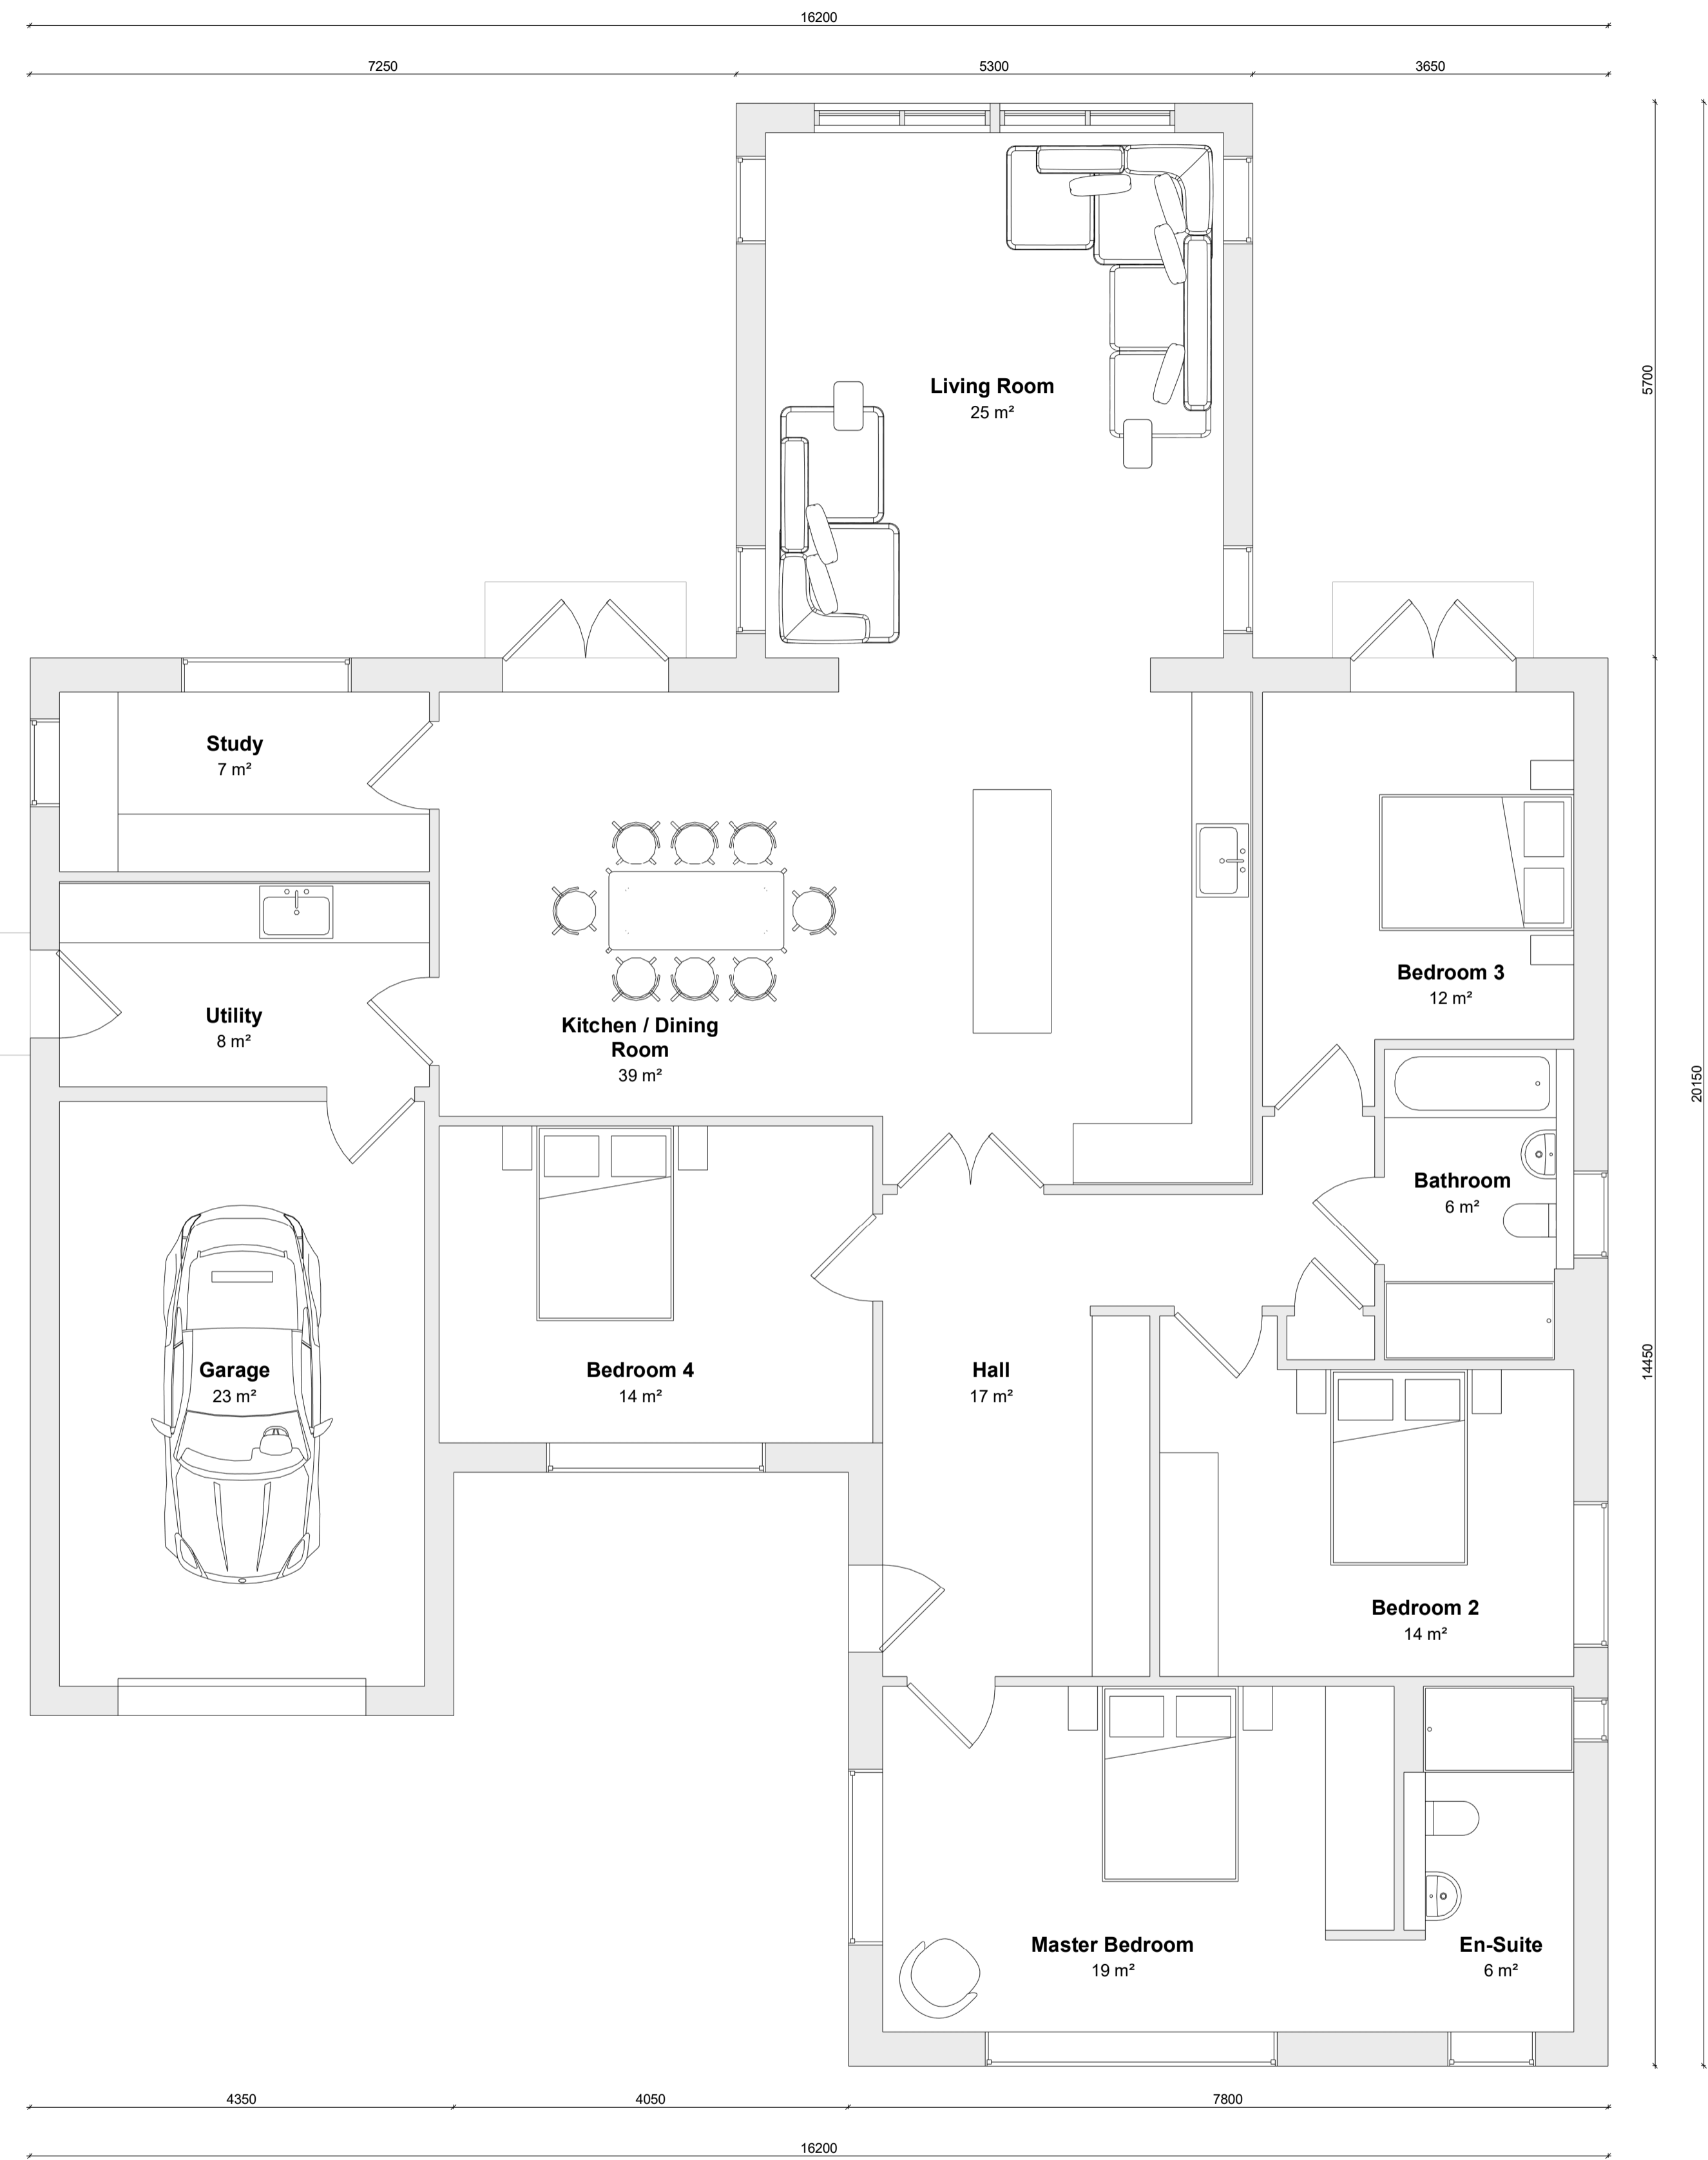 16200
7250
5300
3650
Living Room
25 m²
5700
Study
7 m²
Bedroom 3
12 m²
Utility
8 m²
Kitchen / Dining
Room
39 m²
20150
Bathroom
6 m²
Garage
23 m²
Bedroom 4
14 m²
Hall
17 m²
14450
Bedroom 2
14 m²
Master Bedroom
19 m²
En-Suite
6 m²
4350
4050
7800
16200